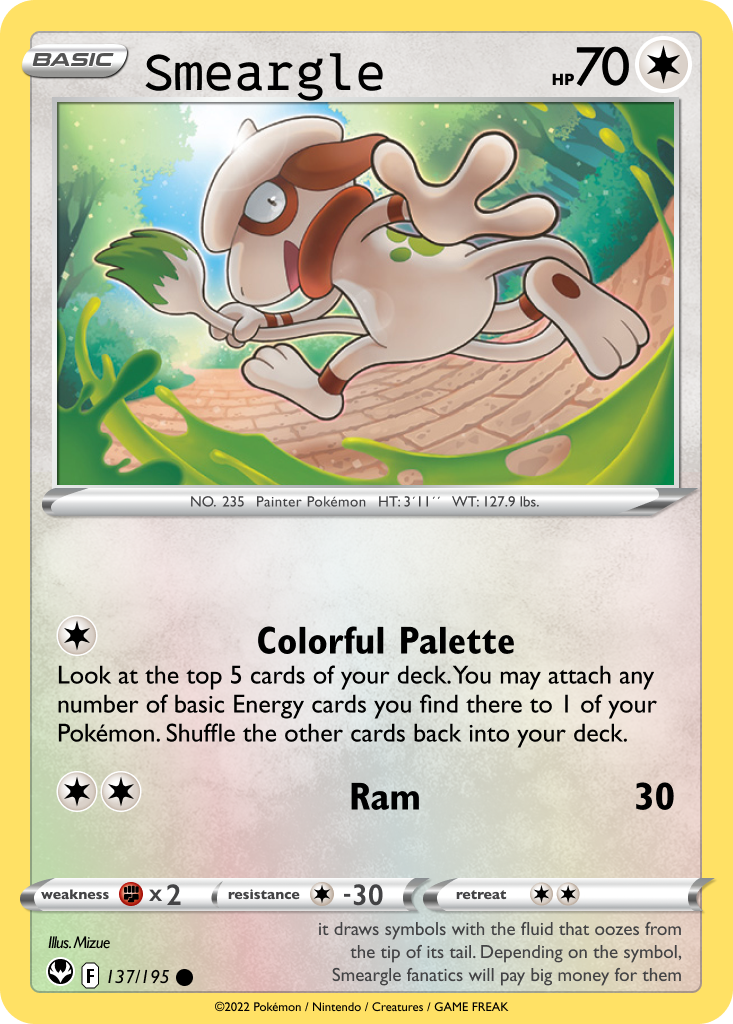 BASIC
Smeargle
HP70
NO. 235 Painter Pokémon HT: 3´11´´ WT: 127.9 lbs.
Colorful Palette
Look at the top 5 cards of your deck. You may attach any
number of basic Energy cards you find there to 1 of your
Pokémon. Shuffle the other cards back into your deck.
Ram 30
weakness x2 resistance -30 retreat
it draws symbols with the fluid that oozes from
the tip of its tail. Depending on the symbol,
Smeargle fanatics will pay big money for them
Illus. Mizue
F 137/195
©2022 Pokémon / Nintendo / Creatures / GAME FREAK